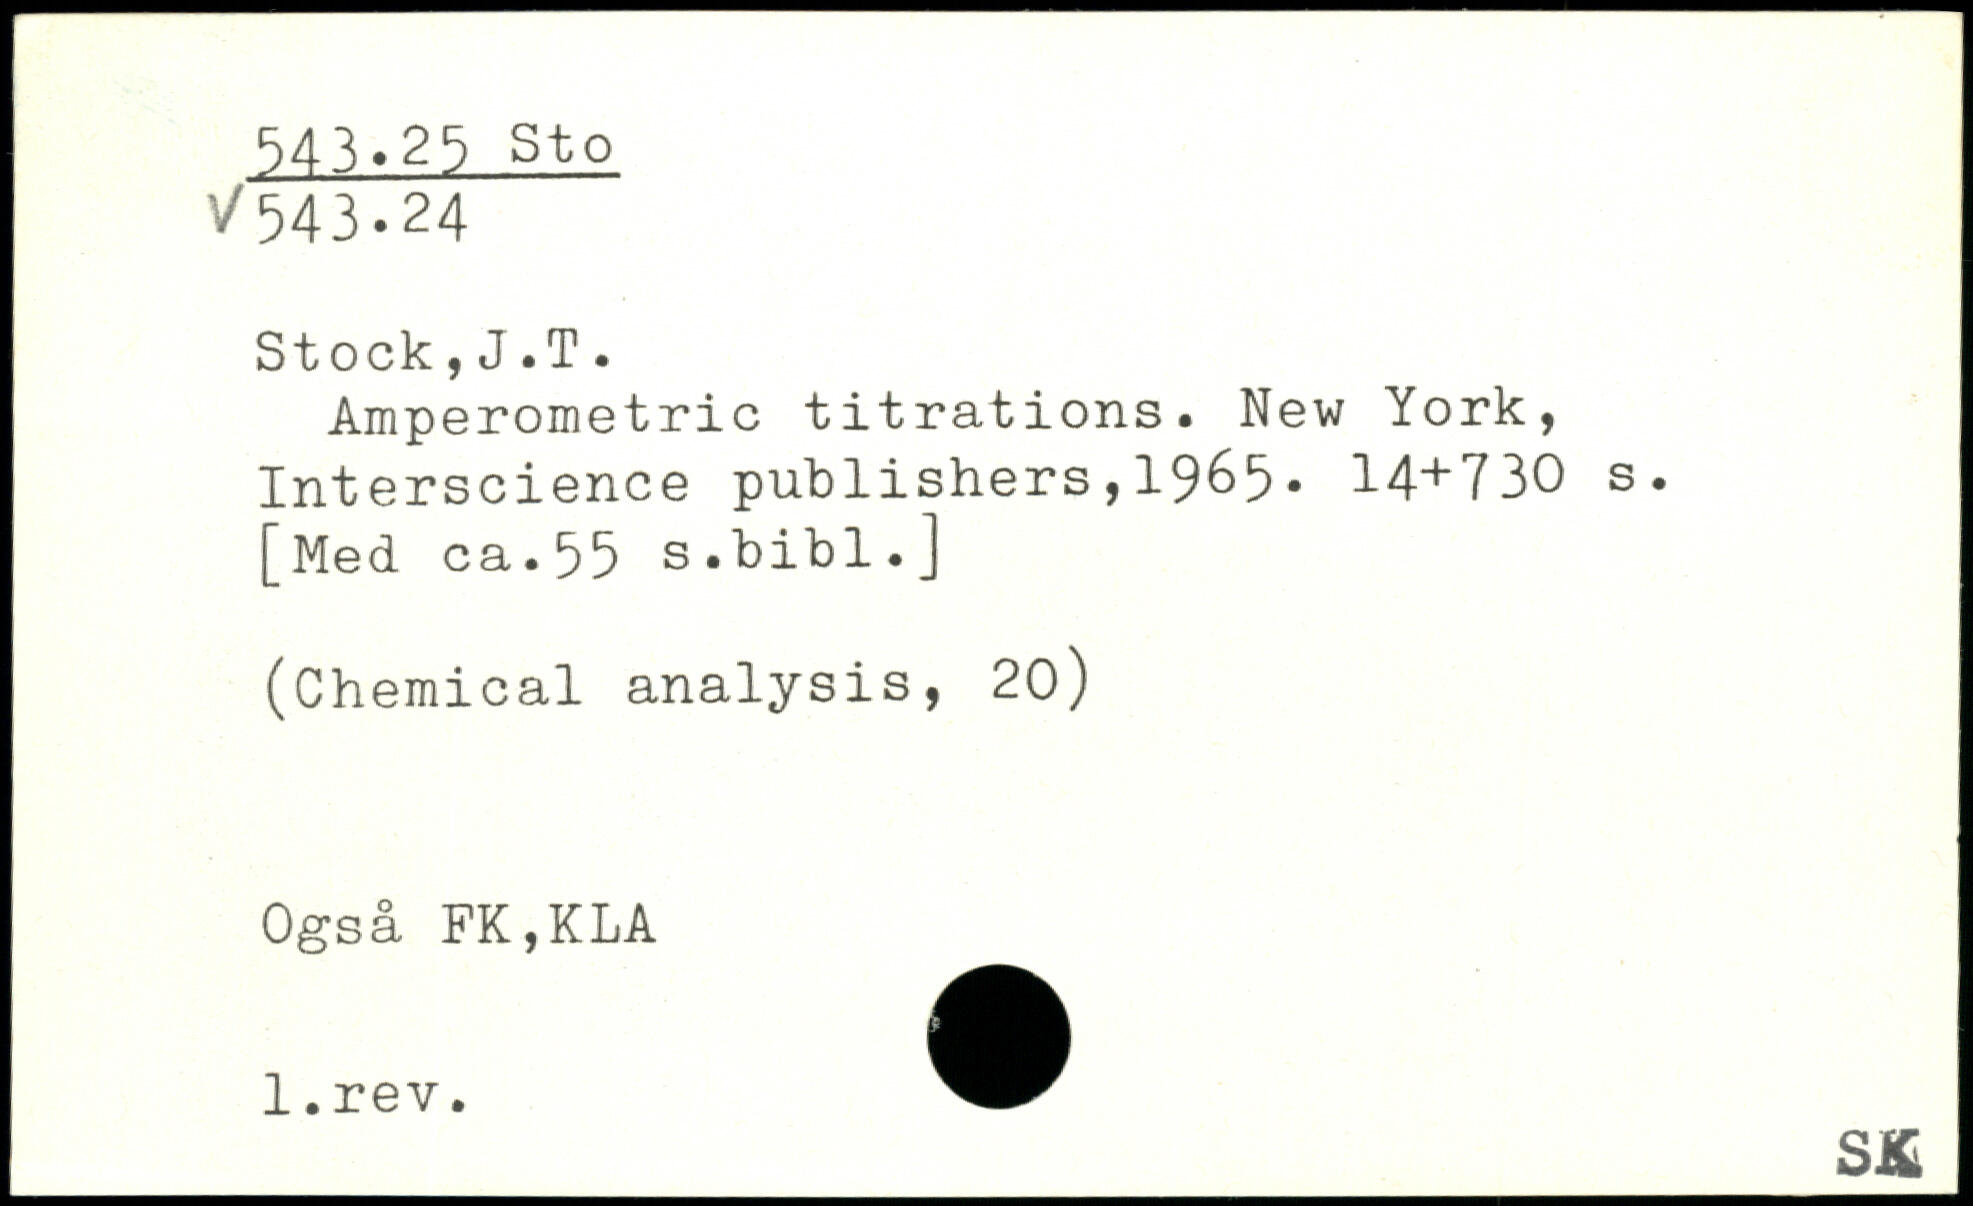 543.25 Sto
√543.24
Stock,J.T.
Amperometric titrations. New York,
Interscience publishers,1965. 14+730 s.
[Med ca.55 s.bibl.]
(Chemical analysis, 20)
Også FK,KLA
1.rev.
SK